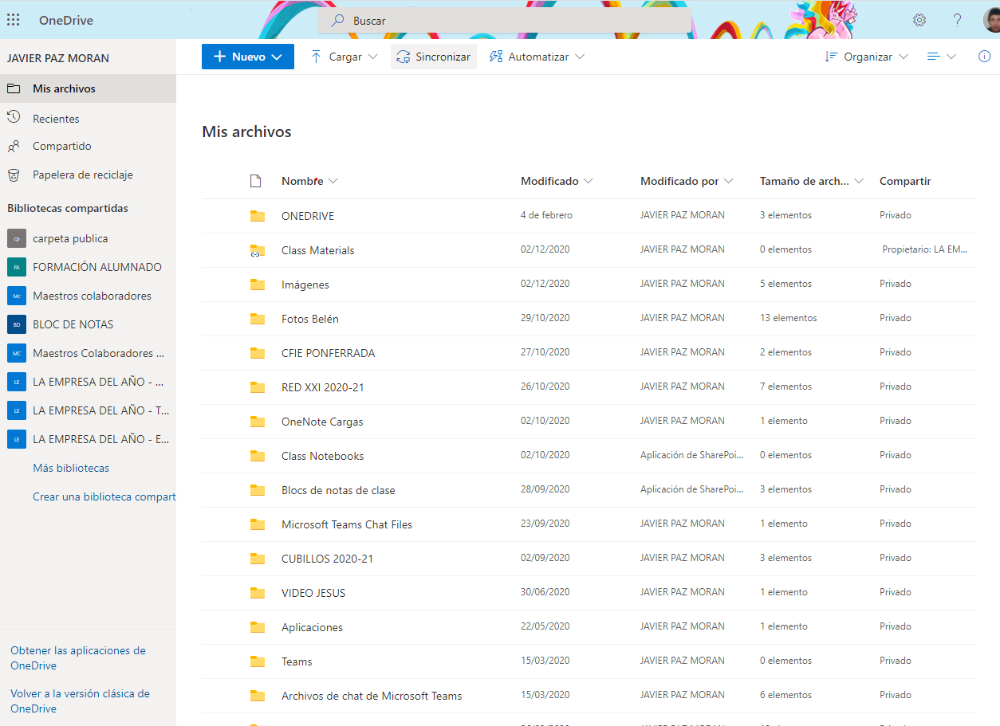 OneDrive
Buscar
JAVIER PAZ MORAN
Nuevo Cargar Sincronizar Automatizar Organizar
Mis archivos
Recientes
Compartido
Papelera de reciclaje
Bibliotecas compartidas
cp carpeta publica
FA FORMACIÓN ALUMNADO
Mc Maestros colaboradores
BD BLOC DE NOTAS
MC Maestros Colaboradores ...
LE LA EMPRESA DEL AÑO - ...
LE LA EMPRESA DEL AÑO - T...
LE LA EMPRESA DEL AÑO - E...
Más bibliotecas
Crear una biblioteca compart
Obtener las aplicaciones de
OneDrive
Volver a la versión clásica de
OneDrive
Mis archivos
Nombre Modificado Modificado por Tamaño de arch... Compartir
ONEDRIVE 4 de febrero JAVIER PAZ MORAN 3 elementos Privado
Class Materials 02/12/2020 JAVIER PAZ MORAN 0 elementos Propietario: LA EM...
Imágenes 02/12/2020 JAVIER PAZ MORAN 5 elementos Privado
Fotos Belén 29/10/2020 JAVIER PAZ MORAN 13 elementos Privado
CFIE PONFERRADA 27/10/2020 JAVIER PAZ MORAN 2 elementos Privado
RED XXI 2020-21 26/10/2020 JAVIER PAZ MORAN 7 elementos Privado
OneNote Cargas 02/10/2020 JAVIER PAZ MORAN 1 elemento Privado
Class Notebooks 02/10/2020 Aplicación de SharePoi... 0 elementos Privado
Blocs de notas de clase 28/09/2020 Aplicación de SharePoi... 3 elementos Privado
Microsoft Teams Chat Files 23/09/2020 JAVIER PAZ MORAN 1 elemento Privado
CUBILLOS 2020-21 02/09/2020 JAVIER PAZ MORAN 3 elementos Privado
VIDEO JESUS 30/06/2020 JAVIER PAZ MORAN 1 elemento Privado
Aplicaciones 22/05/2020 JAVIER PAZ MORAN 1 elemento Privado
Teams 15/03/2020 JAVIER PAZ MORAN 0 elementos Privado
Archivos de chat de Microsoft Teams 15/03/2020 JAVIER PAZ MORAN 6 elementos Privado